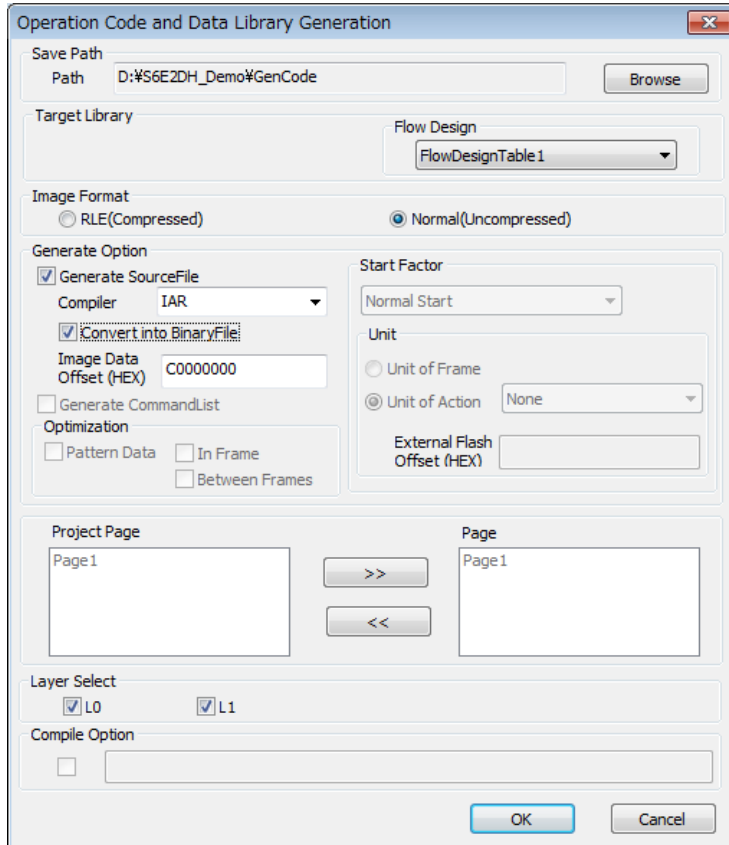 Operation Code and Data Library Generation
Save Path
Path D:¥S6E2DH_Demo¥GenCode Browse
Target Library
Flow Design
FlowDesignTable1
Image Format
RLE(Compressed) Normal(Uncompressed)
Generate Option
Generate SourceFile
Compiler IAR
Convert into BinaryFile
Image Data
Offset (HEX) C0000000
Generate CommandList
Optimization
Pattern Data In Frame
Between Frames
Start Factor
Normal Start
Unit
Unit of Frame
Unit of Action None
External Flash
Offset (HEX)
Project Page
Page1
>>
<<
Page
Page1
Layer Select
L0 L1
Compile Option
OK Cancel